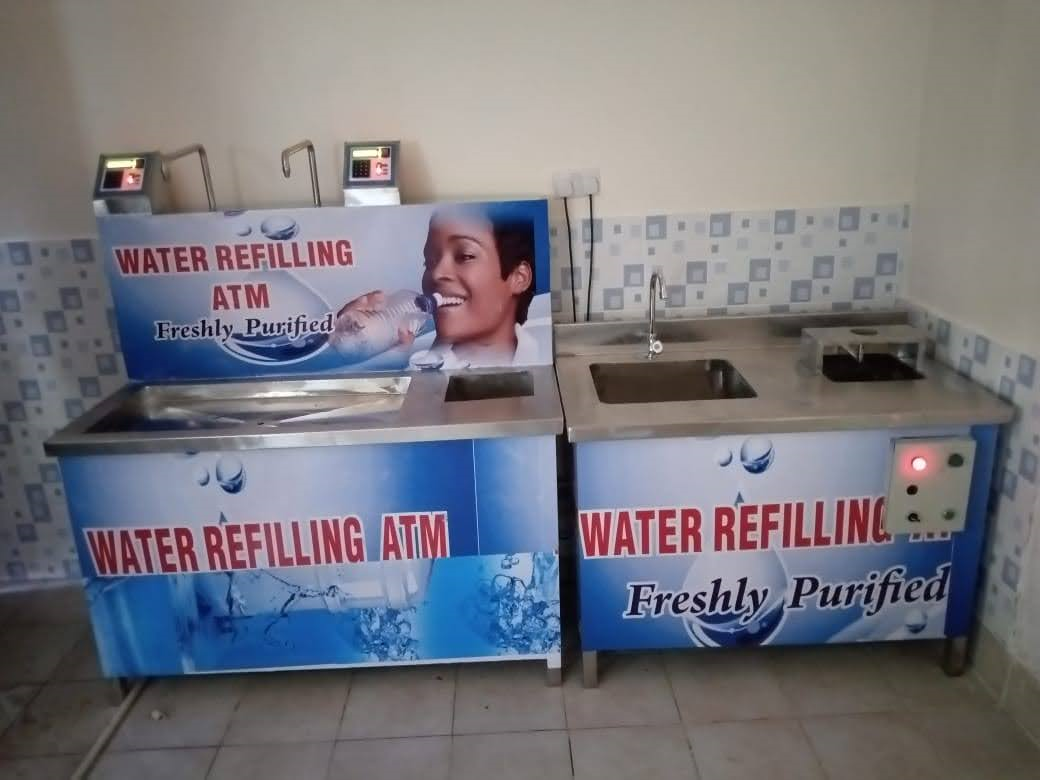 WATER REFILLING
ATM
Freshly Purified
WATER REFILLING ATM
WATER REFILLING
Freshly Purified